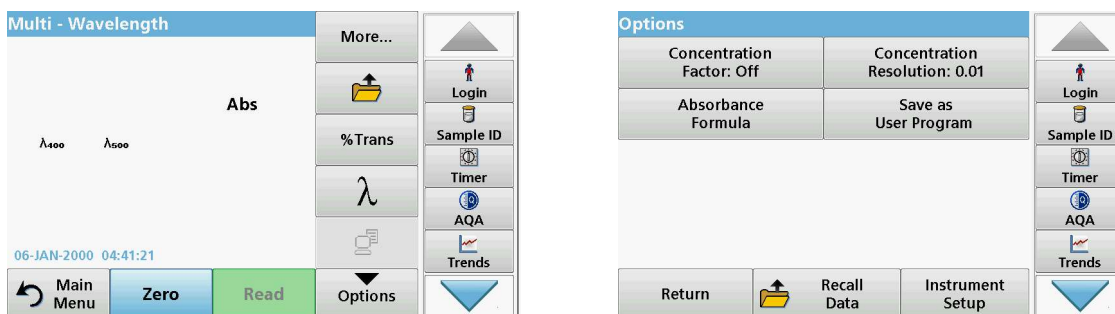 Multi - Wavelength
More...
Login
Abs
%Trans
Sample ID
λ400 λ500
Timer
λ
AQA
06-JAN-2000 04:41:21
Trends
Main
Menu
Zero
Read
Options
Options
Concentration
Factor: Off
Concentration
Resolution: 0.01
Absorbance
Formula
Save as
User Program
Login
Sample ID
Timer
AQA
Trends
Return
Recall
Data
Instrument
Setup